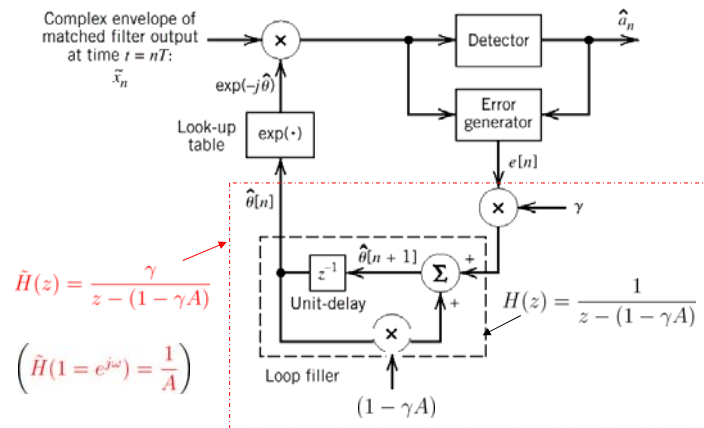 Complex envelope of
matched filter output
at time t = nT:
x̃ₙ
×
Detector
âₙ
exp(–jθ̂)
Error
generator
Look-up
table
exp(•)
e[n]
θ̂[n]
×
γ
θ̂[n + 1]
+
z⁻¹
Σ
+
Unit-delay
H̃(z) = γ / (z − (1 − γA))
H(z) = 1 / (z − (1 − γA))
×
(H̃(1 = e^{jω}) = 1/A)
Loop filler
(1 − γA)